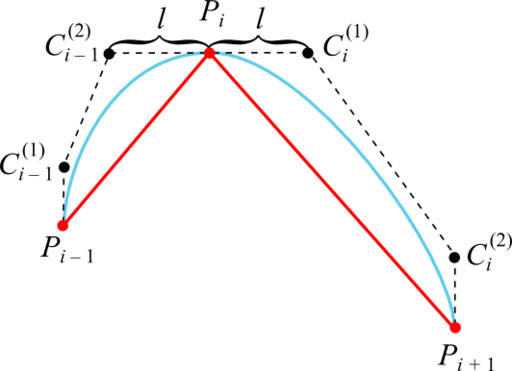 l P_i l
C_{i-1}^{(2)} C_i^{(1)}
C_{i-1}^{(1)}
P_{i-1} C_i^{(2)}
P_{i+1}